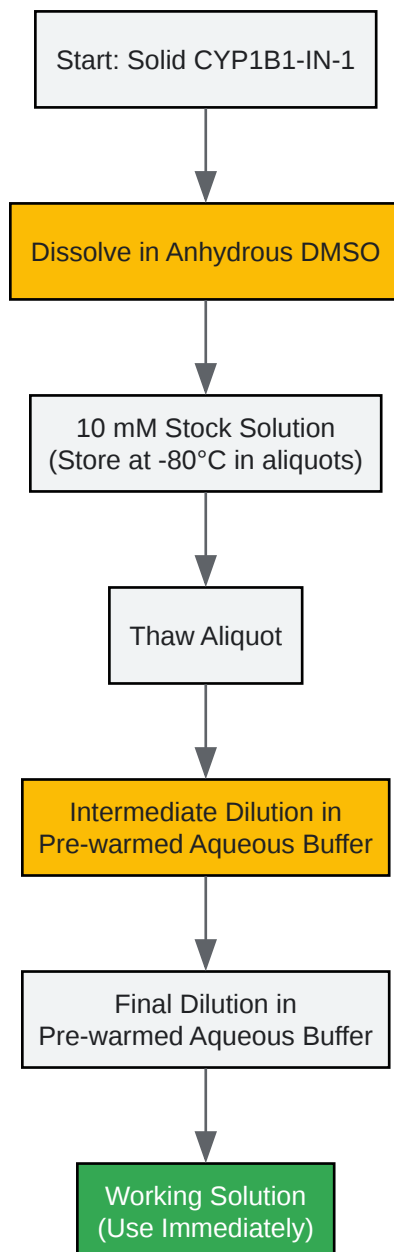 Start: Solid CYP1B1-IN-1
Dissolve in Anhydrous DMSO
10 mM Stock Solution
(Store at -80°C in aliquots)
Thaw Aliquot
Intermediate Dilution in
Pre-warmed Aqueous Buffer
Final Dilution in
Pre-warmed Aqueous Buffer
Working Solution
(Use Immediately)